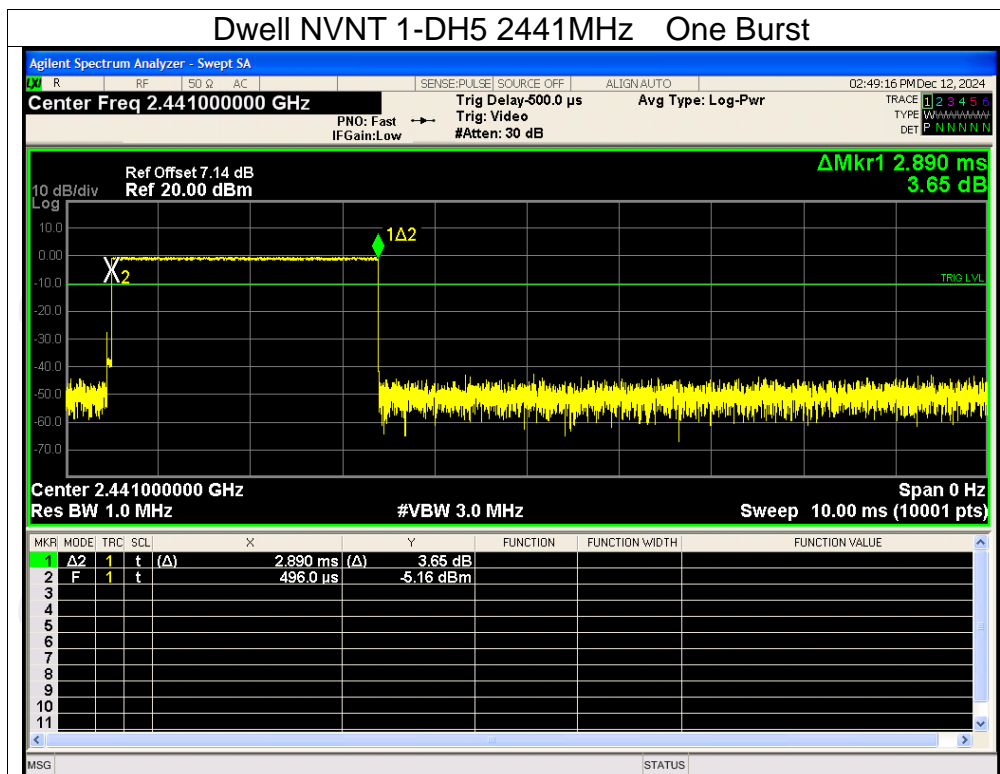 Dwell NVNT 1-DH5 2441MHz One Burst
Agilent Spectrum Analyzer - Swept SA
LXI R RF 50 Ω AC SENSE:PULSE SOURCE OFF ALIGN AUTO 02:49:16 PM Dec 12, 2024
Center Freq 2.441000000 GHz
PNO: Fast
IFGain:Low
Trig Delay-500.0 µs
Trig: Video
#Atten: 30 dB
Avg Type: Log-Pwr
TRACE 1 2 3 4 5 6
TYPE WWWWWW
DET P N N N N N
ΔMkr1 2.890 ms
3.65 dB
Ref Offset 7.14 dB
10 dB/div Ref 20.00 dBm
Log
10.0
0.00
-10.0
-20.0
-30.0
-40.0
-50.0
-60.0
-70.0
1Δ2
X2
TRIG LVL
Center 2.441000000 GHz Span 0 Hz
Res BW 1.0 MHz #VBW 3.0 MHz Sweep 10.00 ms (10001 pts)
MKR MODE TRC SCL X Y FUNCTION FUNCTION WIDTH FUNCTION VALUE
1 Δ2 1 t (Δ) 2.890 ms (Δ) 3.65 dB
2 F 1 t 496.0 µs -5.16 dBm
3
4
5
6
7
8
9
10
11
MSG STATUS